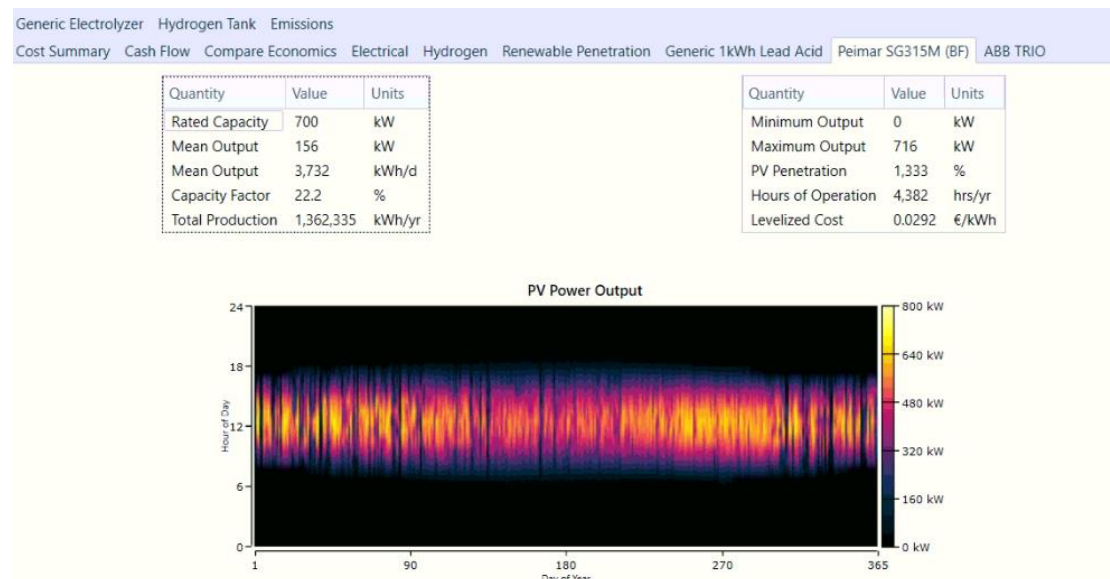 Generic Electrolyzer Hydrogen Tank Emissions
Cost Summary Cash Flow Compare Economics Electrical Hydrogen Renewable Penetration Generic 1kWh Lead Acid Peimar SG315M (BF) ABB TRIO
Quantity Value Units
Rated Capacity 700 kW
Mean Output 156 kW
Mean Output 3,732 kWh/d
Capacity Factor 22.2 %
Total Production 1,362,335 kWh/yr
Quantity Value Units
Minimum Output 0 kW
Maximum Output 716 kW
PV Penetration 1,333 %
Hours of Operation 4,382 hrs/yr
Levelized Cost 0.0292 €/kWh
PV Power Output
Hour of Day
24
18
12
6
0
1 90 180 270 365
Day of Year
800 kW
640 kW
480 kW
320 kW
160 kW
0 kW